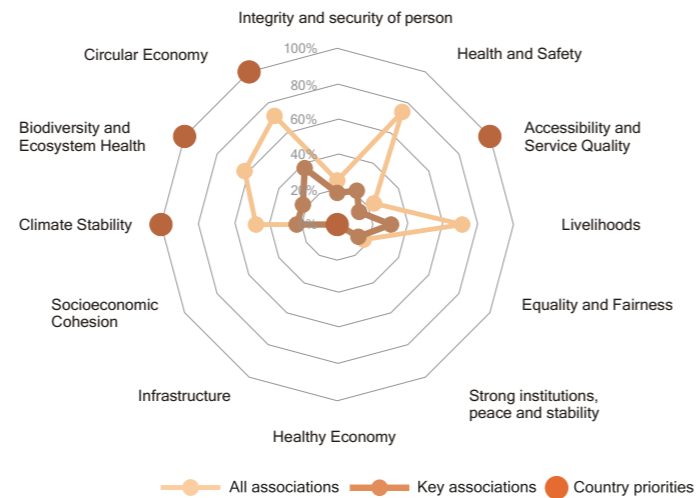 Integrity and security of person
Circular Economy
Health and Safety
100%
80%
60%
40%
20%
Biodiversity and
Ecosystem Health
Accessibility and
Service Quality
Climate Stability
Livelihoods
Socioeconomic
Cohesion
Equality and Fairness
Infrastructure
Strong institutions,
peace and stability
Healthy Economy
All associations
Key associations
Country priorities